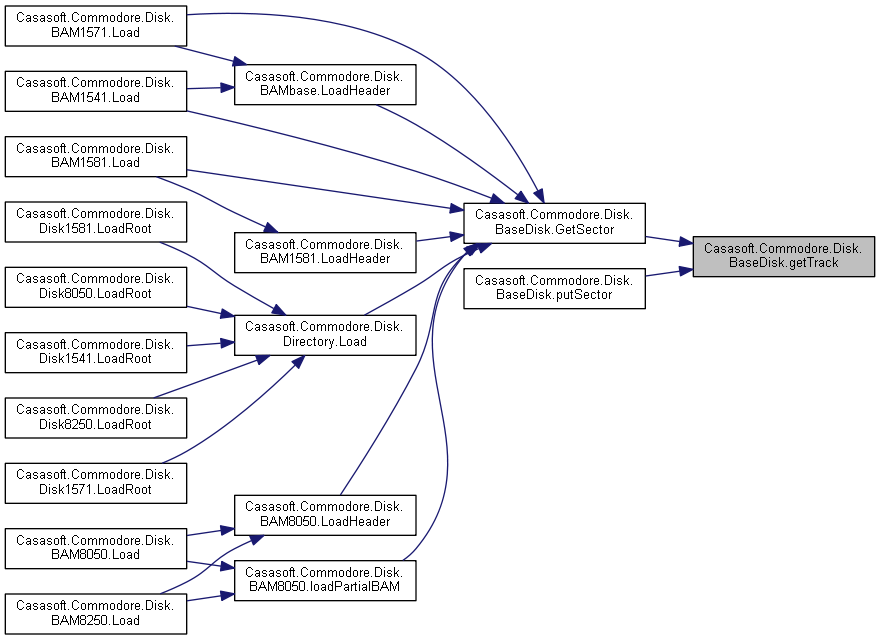 Casasoft.Commodore.Disk.
BAM1571.Load
Casasoft.Commodore.Disk.
BAM1541.Load
Casasoft.Commodore.Disk.
BAM1581.Load
Casasoft.Commodore.Disk.
Disk1581.LoadRoot
Casasoft.Commodore.Disk.
Disk8050.LoadRoot
Casasoft.Commodore.Disk.
Disk1541.LoadRoot
Casasoft.Commodore.Disk.
Disk8250.LoadRoot
Casasoft.Commodore.Disk.
Disk1571.LoadRoot
Casasoft.Commodore.Disk.
BAM8050.Load
Casasoft.Commodore.Disk.
BAM8250.Load
Casasoft.Commodore.Disk.
BAMbase.LoadHeader
Casasoft.Commodore.Disk.
BAM1581.LoadHeader
Casasoft.Commodore.Disk.
Directory.Load
Casasoft.Commodore.Disk.
BAM8050.LoadHeader
Casasoft.Commodore.Disk.
BAM8050.loadPartialBAM
Casasoft.Commodore.Disk.
BaseDisk.GetSector
Casasoft.Commodore.Disk.
BaseDisk.putSector
Casasoft.Commodore.Disk.
BaseDisk.getTrack